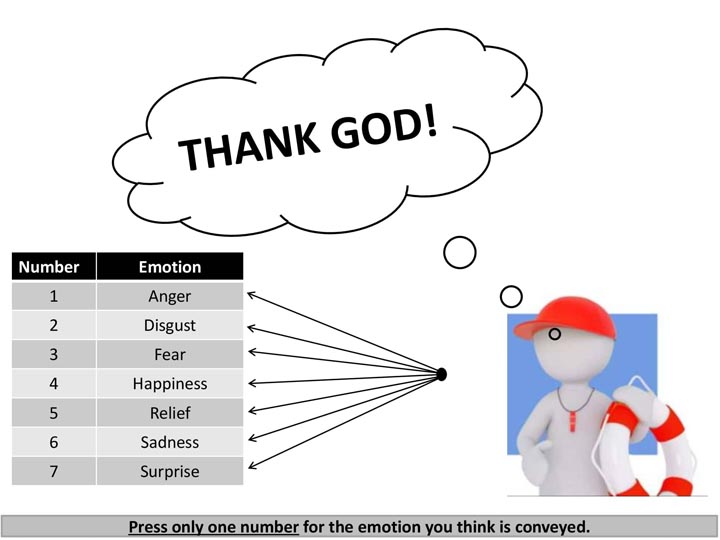 THANK GOD!
Number Emotion
1 Anger
2 Disgust
3 Fear
4 Happiness
5 Relief
6 Sadness
7 Surprise
Press only one number for the emotion you think is conveyed.